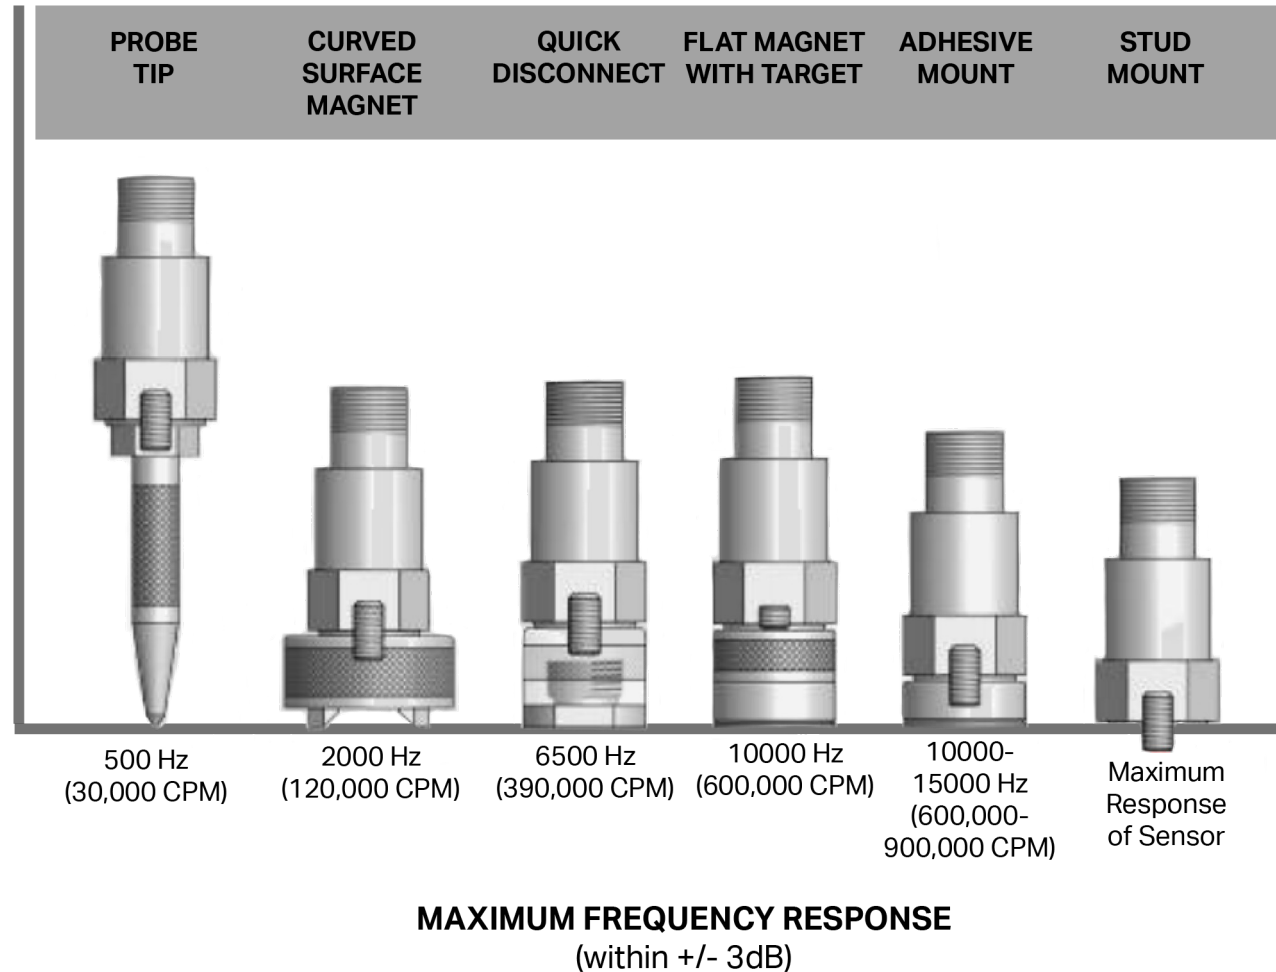 PROBE
TIP
CURVED
SURFACE
MAGNET
QUICK
DISCONNECT
FLAT MAGNET
WITH TARGET
ADHESIVE
MOUNT
STUD
MOUNT
500 Hz
(30,000 CPM)
2000 Hz
(120,000 CPM)
6500 Hz
(390,000 CPM)
10000 Hz
(600,000 CPM)
10000-
15000 Hz
(600,000-
900,000 CPM)
Maximum
Response
of Sensor
MAXIMUM FREQUENCY RESPONSE
(within +/- 3dB)